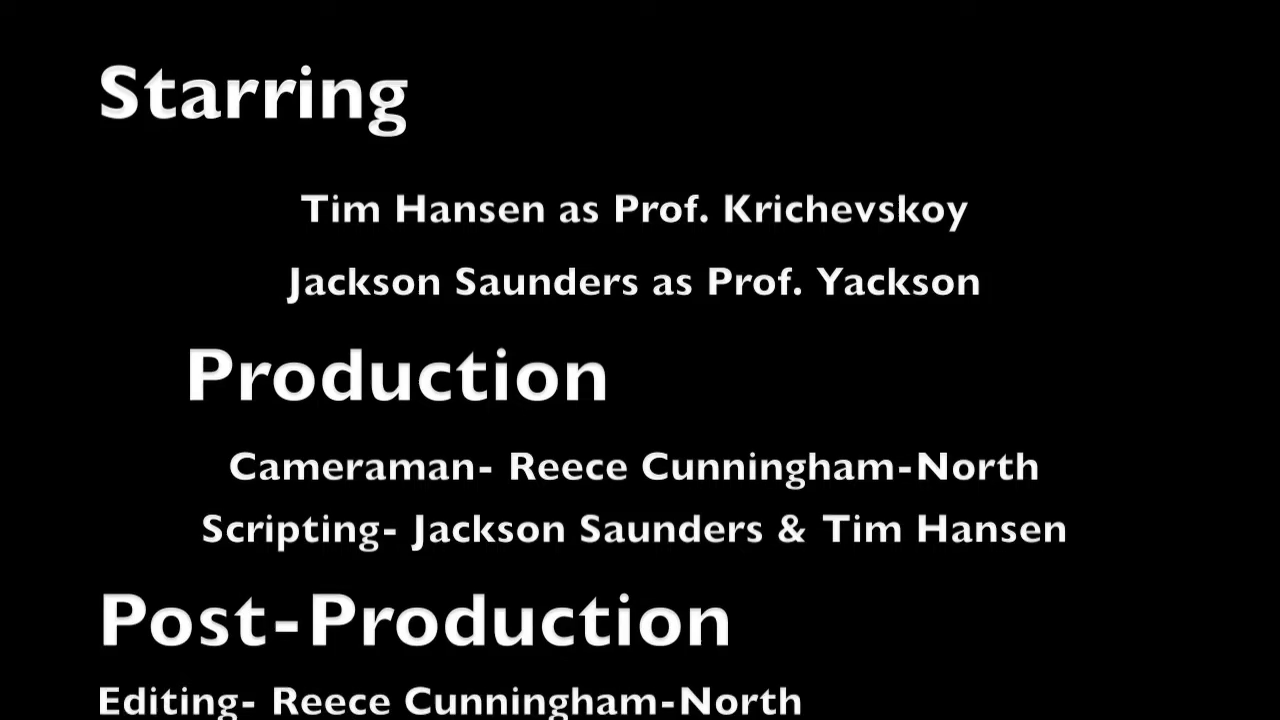 Starring
Tim Hansen as Prof. Krichevskoy
Jackson Saunders as Prof. Yackson
Production
Cameraman- Reece Cunningham-North
Scripting- Jackson Saunders & Tim Hansen
Post-Production
Editing- Reece Cunningham-North